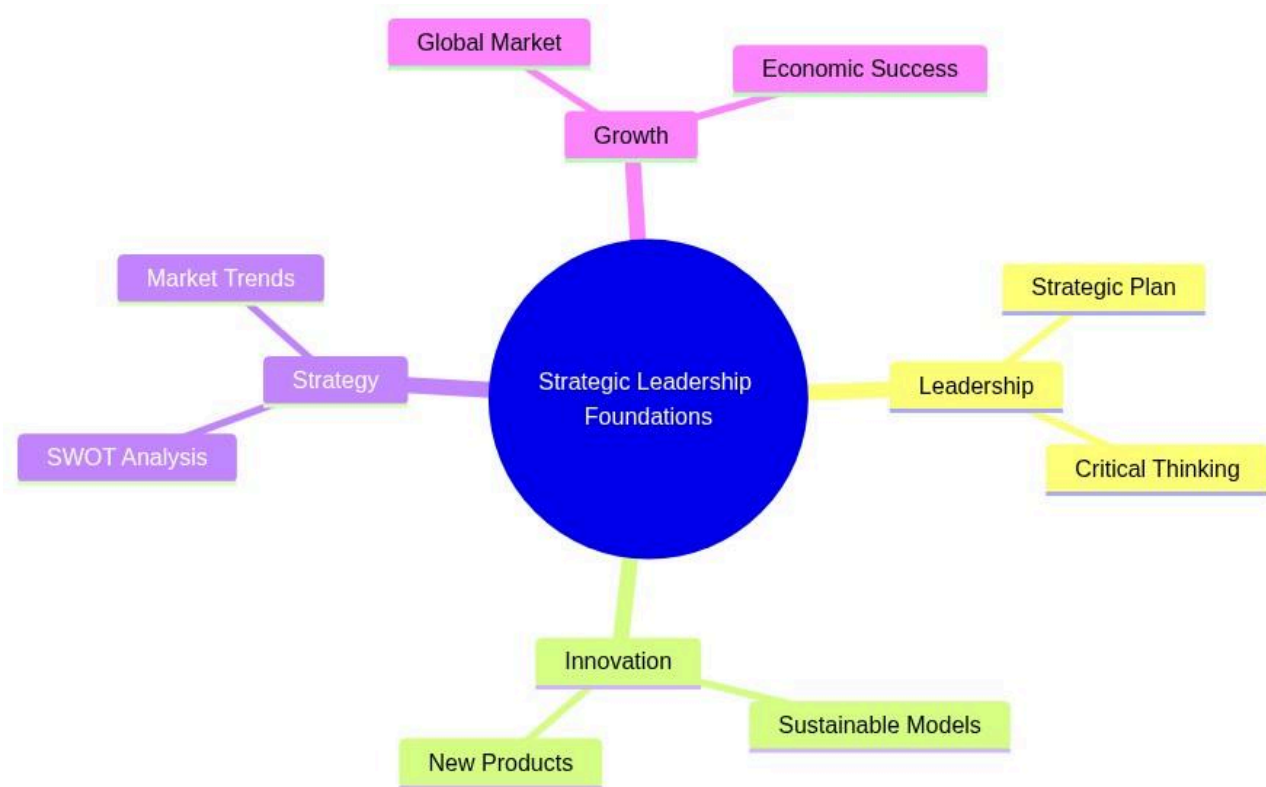 Global Market
Economic Success
Growth
Market Trends
Strategy
SWOT Analysis
Strategic Leadership
Foundations
Strategic Plan
Leadership
Critical Thinking
Innovation
New Products
Sustainable Models